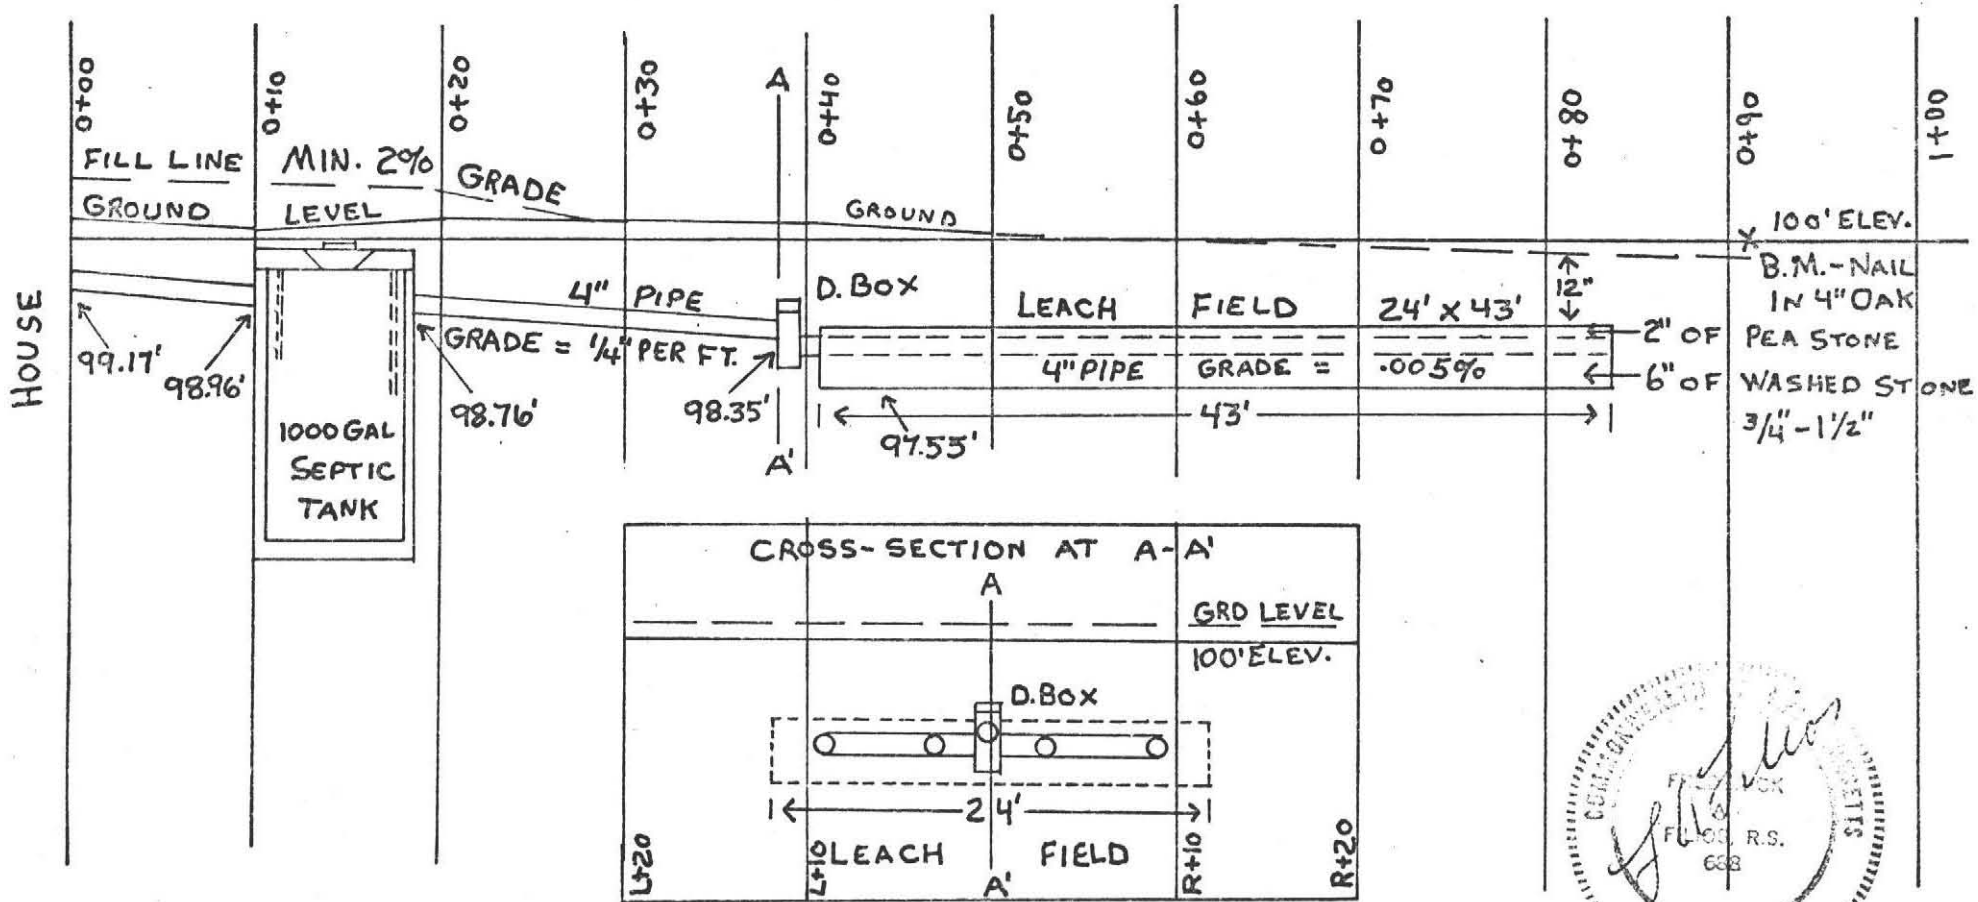 0+00
0+10
0+20
0+30
A
0+40
0+50
0+60
0+70
0+80
0+90
1+00
FILL LINE MIN. 2% GRADE
GROUND LEVEL
GROUND
100' ELEV.
B.M.-NAIL
IN 4" OAK
HOUSE
99.17'
98.96'
1000 GAL
SEPTIC
TANK
98.76'
4" PIPE
GRADE = 1/4" PER FT.
98.35'
A'
D. BOX
LEACH FIELD 24' X 43'
12"
4" PIPE GRADE = .005%
2" OF PEA STONE
6" OF WASHED STONE
3/4"-1 1/2"
97.55'
43'
CROSS-SECTION AT A-A'
A
GRD LEVEL
100' ELEV.
D.BOX
24'
LEACH FIELD
L+20
L+10
A'
R+10
R+20
R.S.
688